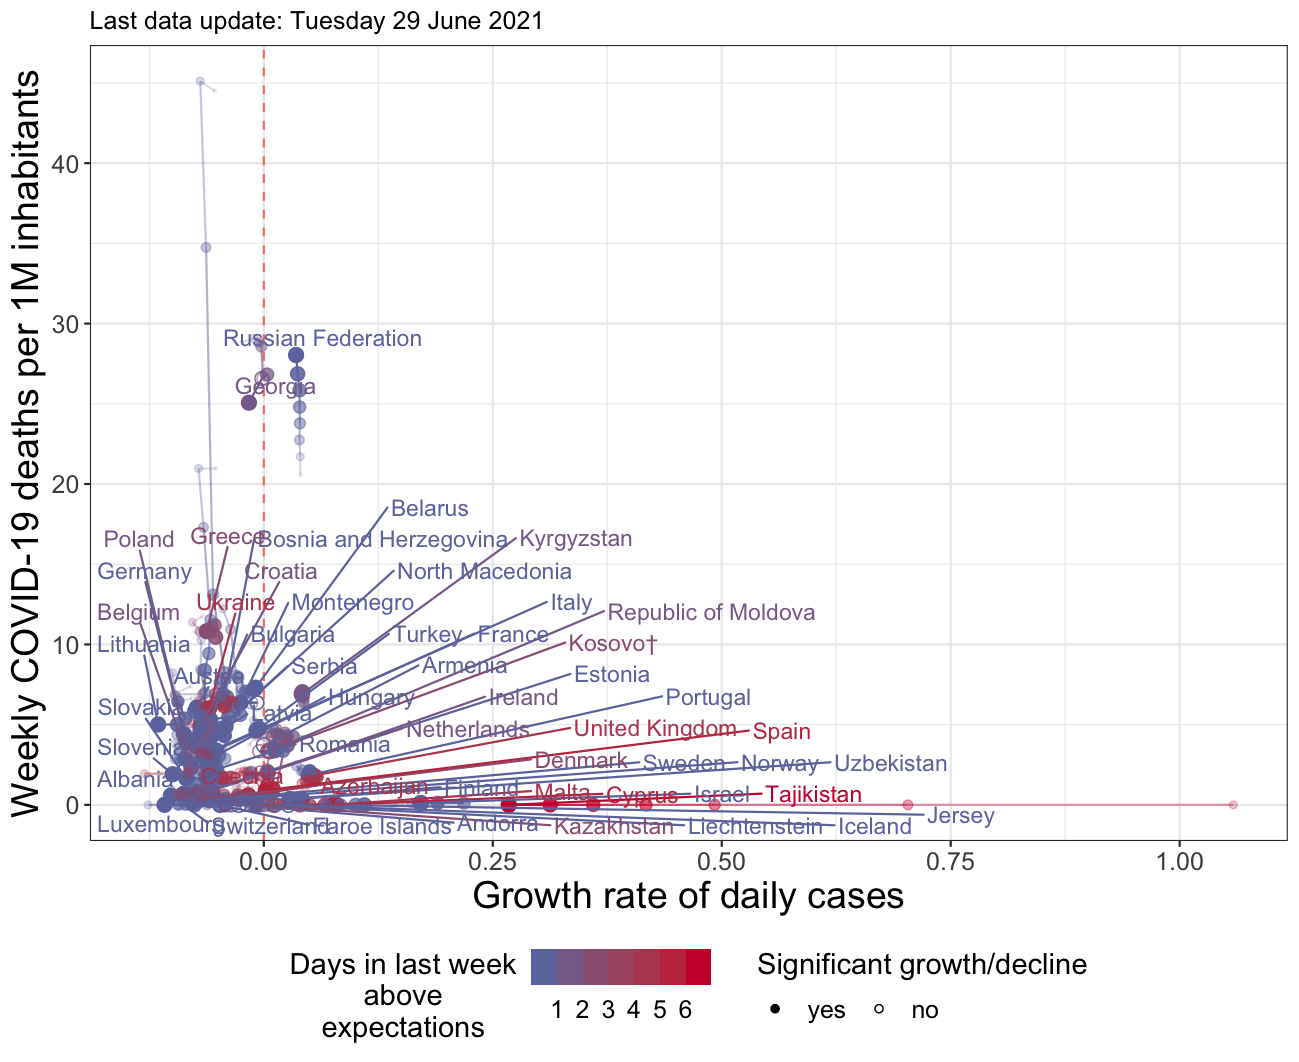 Last data update: Tuesday 29 June 2021
Weekly COVID-19 deaths per 1M inhabitants
40
30
20
10
0
Russian Federation
Georgia
Belarus
Poland
Greece
Bosnia and Herzegovina
Kyrgyzstan
Germany
Croatia
North Macedonia
Belgium
Ukraine
Montenegro
Italy
Republic of Moldova
Lithuania
Bulgaria
Turkey
France
Kosovo†
Austria
Serbia
Armenia
Estonia
Slovakia
Latvia
Hungary
Ireland
Portugal
Slovenia
Romania
Netherlands
United Kingdom
Spain
Albania
Czechia
Denmark
Sweden
Norway
Uzbekistan
Azerbaijan
Finland
Malta
Cyprus
Israel
Tajikistan
Luxembourg
Switzerland
Faroe Islands
Andorra
Kazakhstan
Liechtenstein
Iceland
Jersey
0.00
0.25
0.50
0.75
1.00
Growth rate of daily cases
Days in last week
above
expectations
1 2 3 4 5 6
Significant growth/decline
yes
no